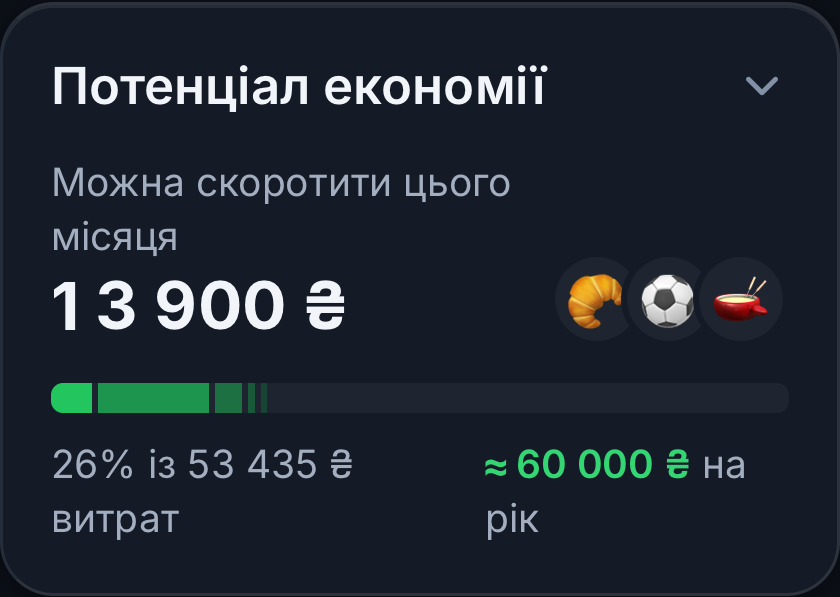 Потенціал економії
Можна скоротити цього
місяця
13 900 ₴
26% із 53 435 ₴
витрат
≈ 60 000 ₴ на
рік